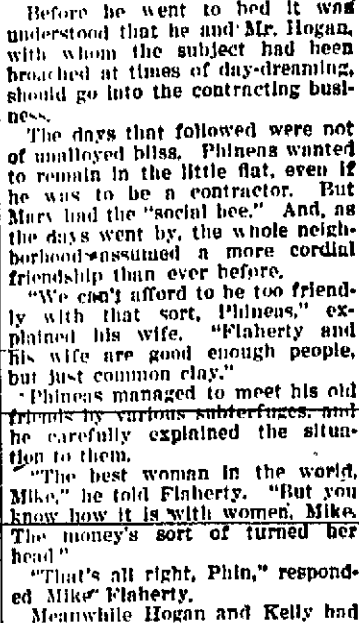 Before he went to bed it was
understood that he and Mr. Hogan,
with whom the subject had been
broached at times of day-dreaming,
should go into the contracting busi-
ness.
The days that followed were not
of unalloyed bliss. Phineas wanted
to remain in the little flat, even if
he was to be a contractor. But
Mary had the "social bee." And, as
the days went by, the whole neigh-
borhood assumed a more cordial
friendship than ever before.
"We can't afford to be too friend-
ly with that sort, Phineas," ex-
plained his wife. "Flaherty and
his wife are good enough people,
but just common clay."
Phineas managed to meet his old
friends by various subterfuges, and
he carefully explained the situa-
tion to them.
"The best woman in the world,
Mike," he told Flaherty. "But you
know how it is with women, Mike.
The money's sort of turned her
head"
"That's all right, Phin," respond-
ed Mike Flaherty.
Meanwhile Hogan and Kelly had